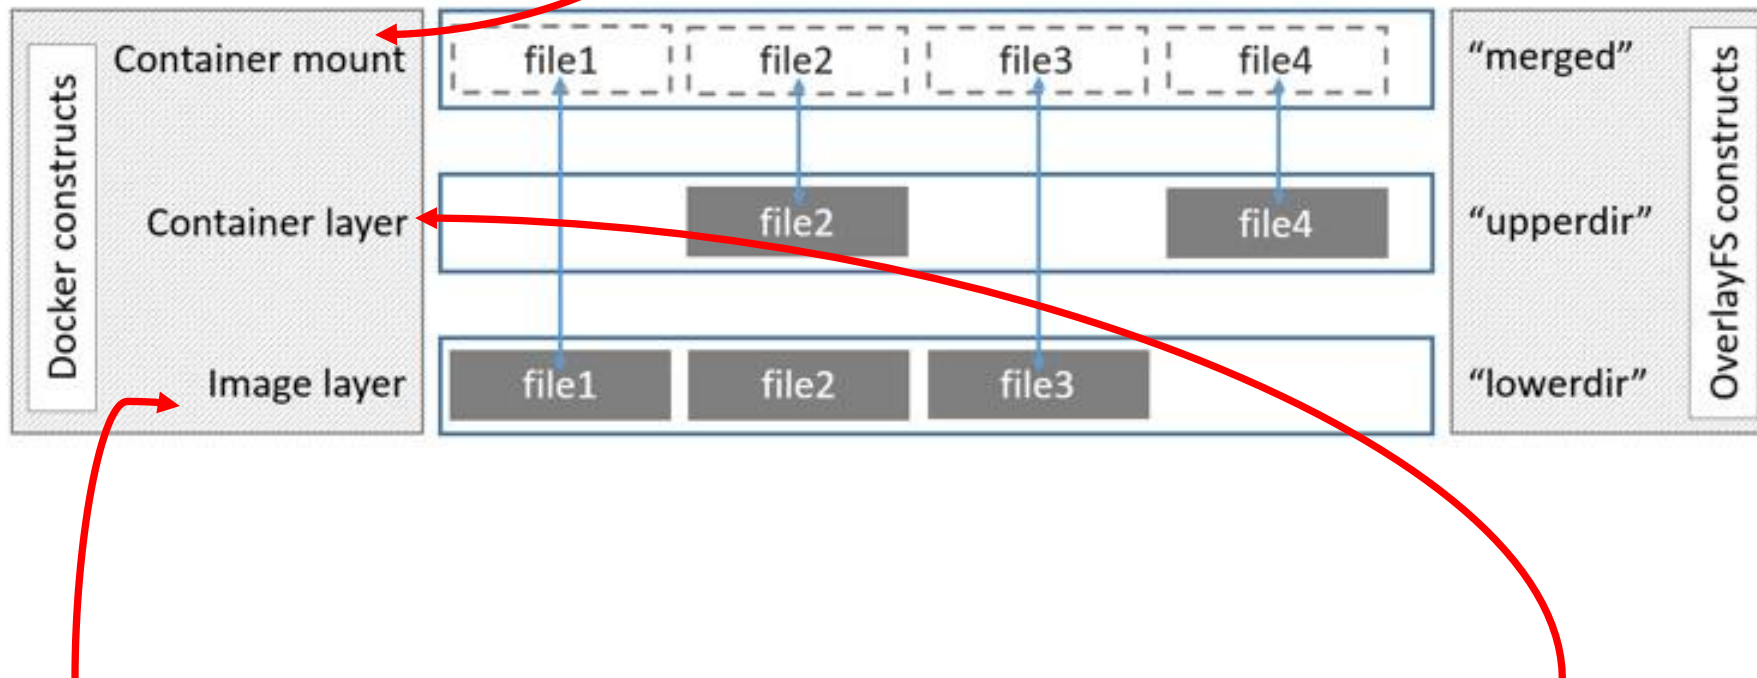 Docker constructs
Container mount
file1
file2
file3
file4
“merged”
Container layer
file2
file4
“upperdir”
Image layer
file1
file2
file3
“lowerdir”
OverlayFS constructs